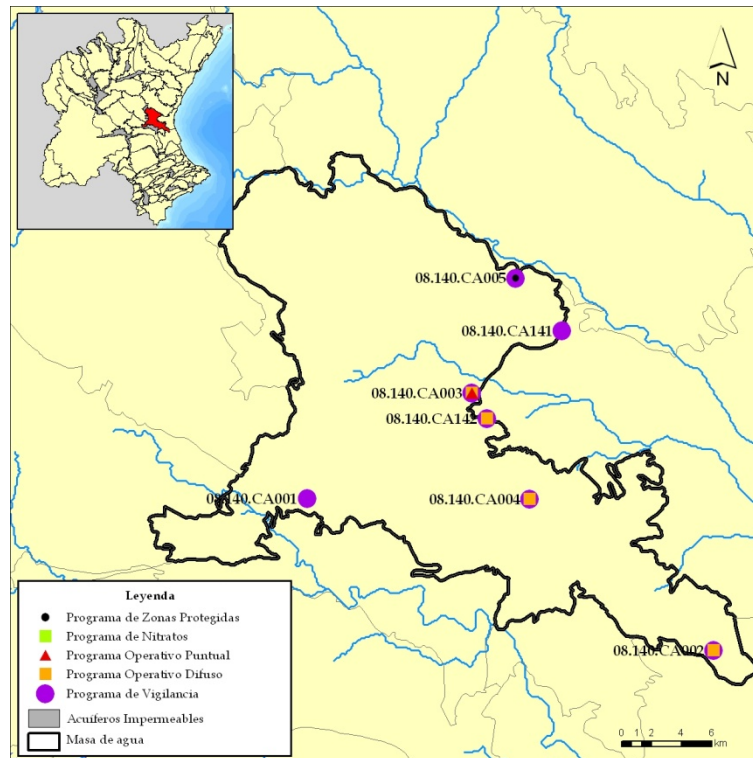 N
08.140.CA005
08.140.CA141
08.140.CA003
08.140.CA142
08.140.CA001
08.140.CA004
08.140.CA002
Leyenda
Programa de Zonas Protegidas
Programa de Nitratos
Programa Operativo Puntual
Programa Operativo Difuso
Programa de Vigilancia
Acuíferos Impermeables
Masa de agua
0 1 2 4 6
km